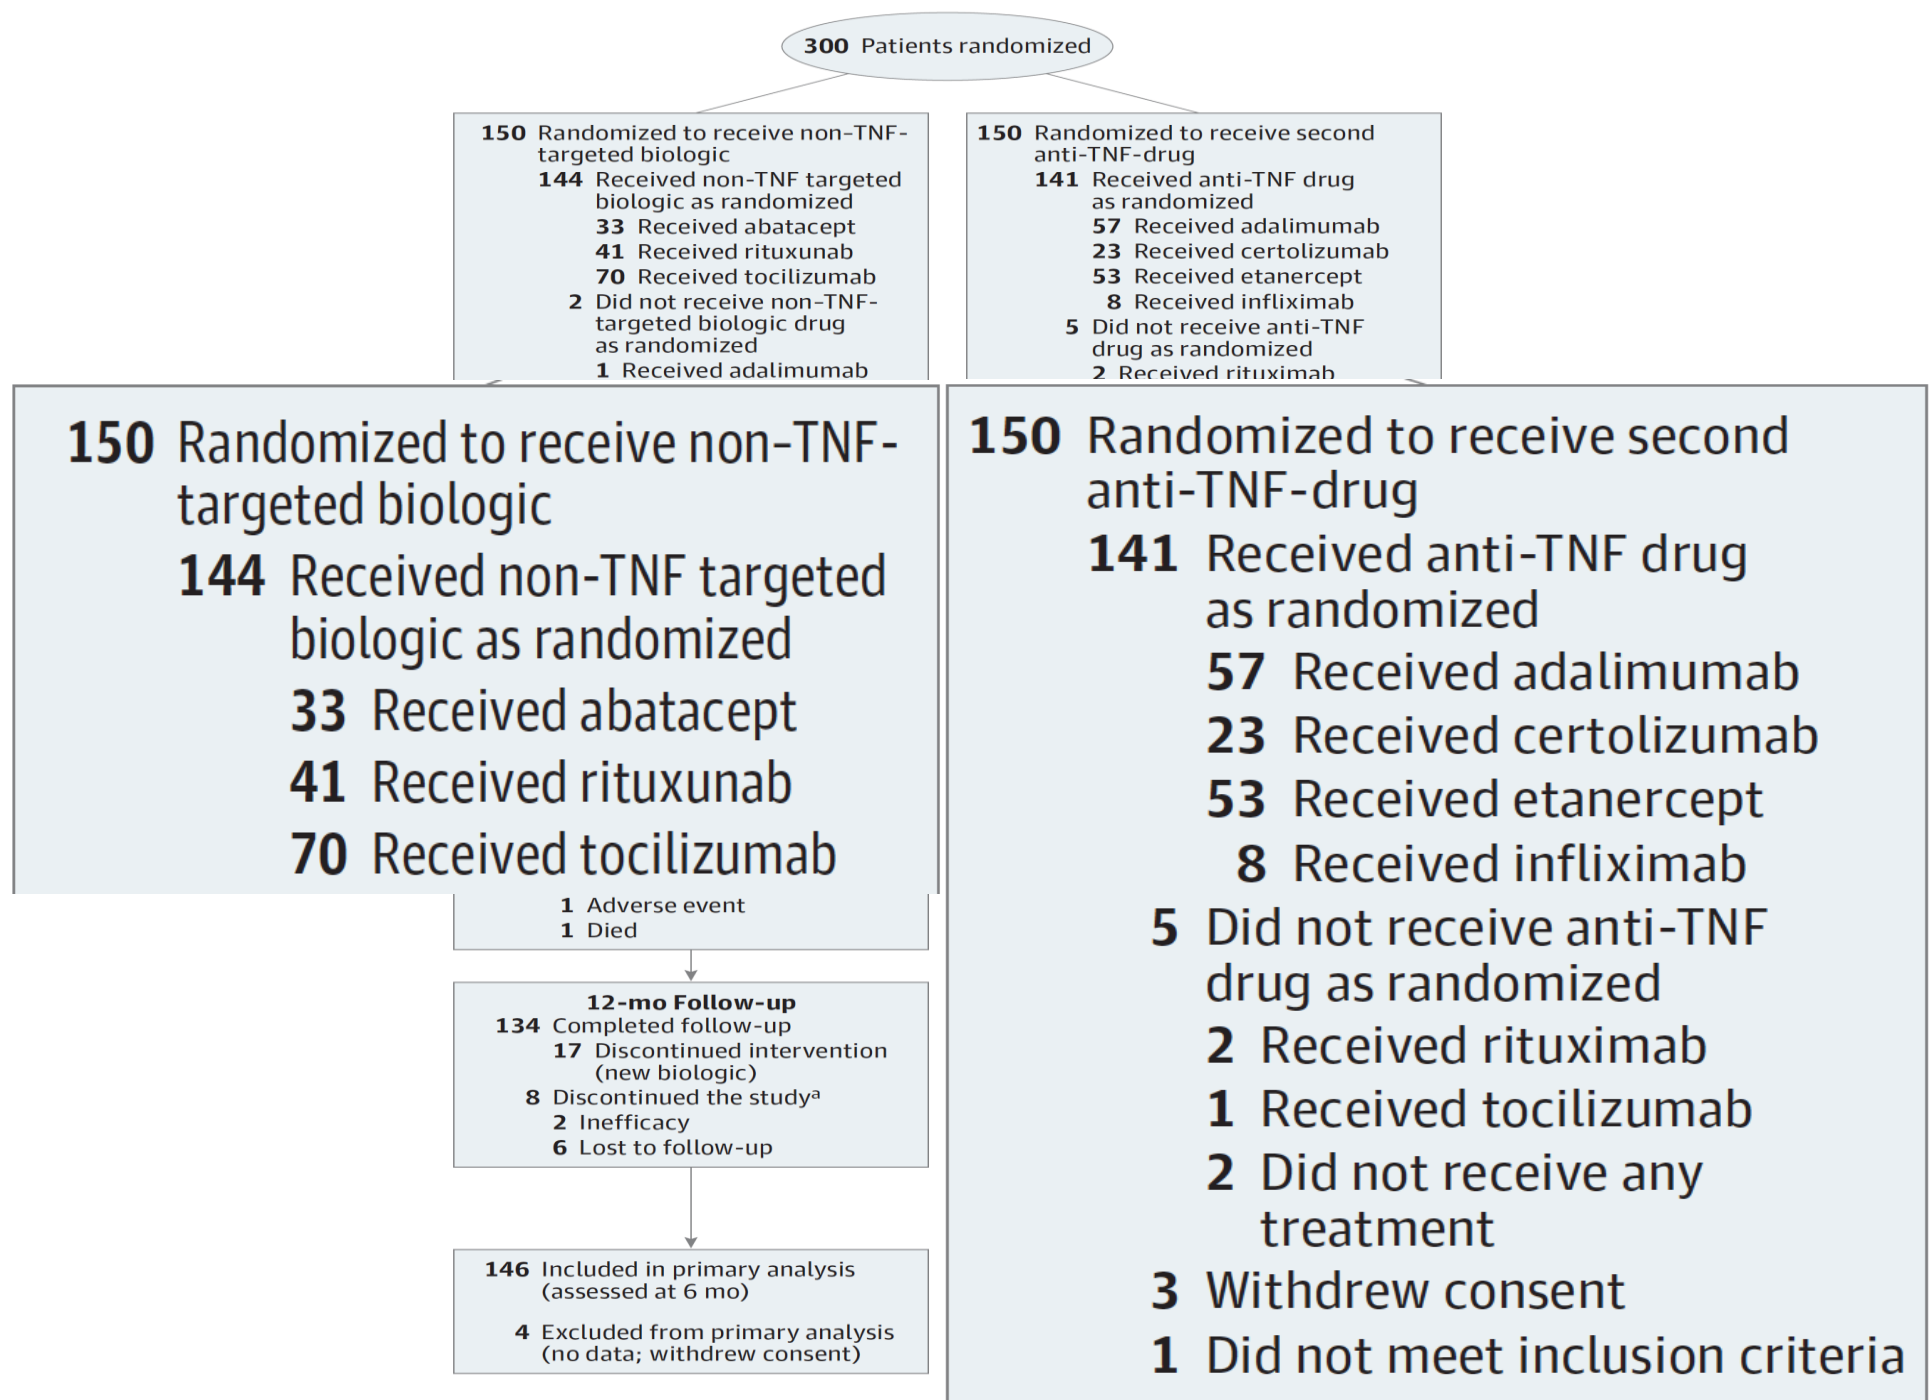 300 Patients randomized
150 Randomized to receive non-TNF-
targeted biologic
144 Received non-TNF targeted
biologic as randomized
33 Received abatacept
41 Received rituxunab
70 Received tocilizumab
2 Did not receive non-TNF-
targeted biologic drug
as randomized
1 Received adalimumab
150 Randomized to receive second
anti-TNF-drug
141 Received anti-TNF drug
as randomized
57 Received adalimumab
23 Received certolizumab
53 Received etanercept
8 Received infliximab
5 Did not receive anti-TNF
drug as randomized
2 Received rituximab
150 Randomized to receive non-TNF-
targeted biologic
144 Received non-TNF targeted
biologic as randomized
33 Received abatacept
41 Received rituxunab
70 Received tocilizumab
1 Adverse event
1 Died
12-mo Follow-up
134 Completed follow-up
17 Discontinued intervention
(new biologic)
8 Discontinued the studyᵃ
2 Inefficacy
6 Lost to follow-up
146 Included in primary analysis
(assessed at 6 mo)
4 Excluded from primary analysis
(no data; withdrew consent)
150 Randomized to receive second
anti-TNF-drug
141 Received anti-TNF drug
as randomized
57 Received adalimumab
23 Received certolizumab
53 Received etanercept
8 Received infliximab
5 Did not receive anti-TNF
drug as randomized
2 Received rituximab
1 Received tocilizumab
2 Did not receive any
treatment
3 Withdrew consent
1 Did not meet inclusion criteria